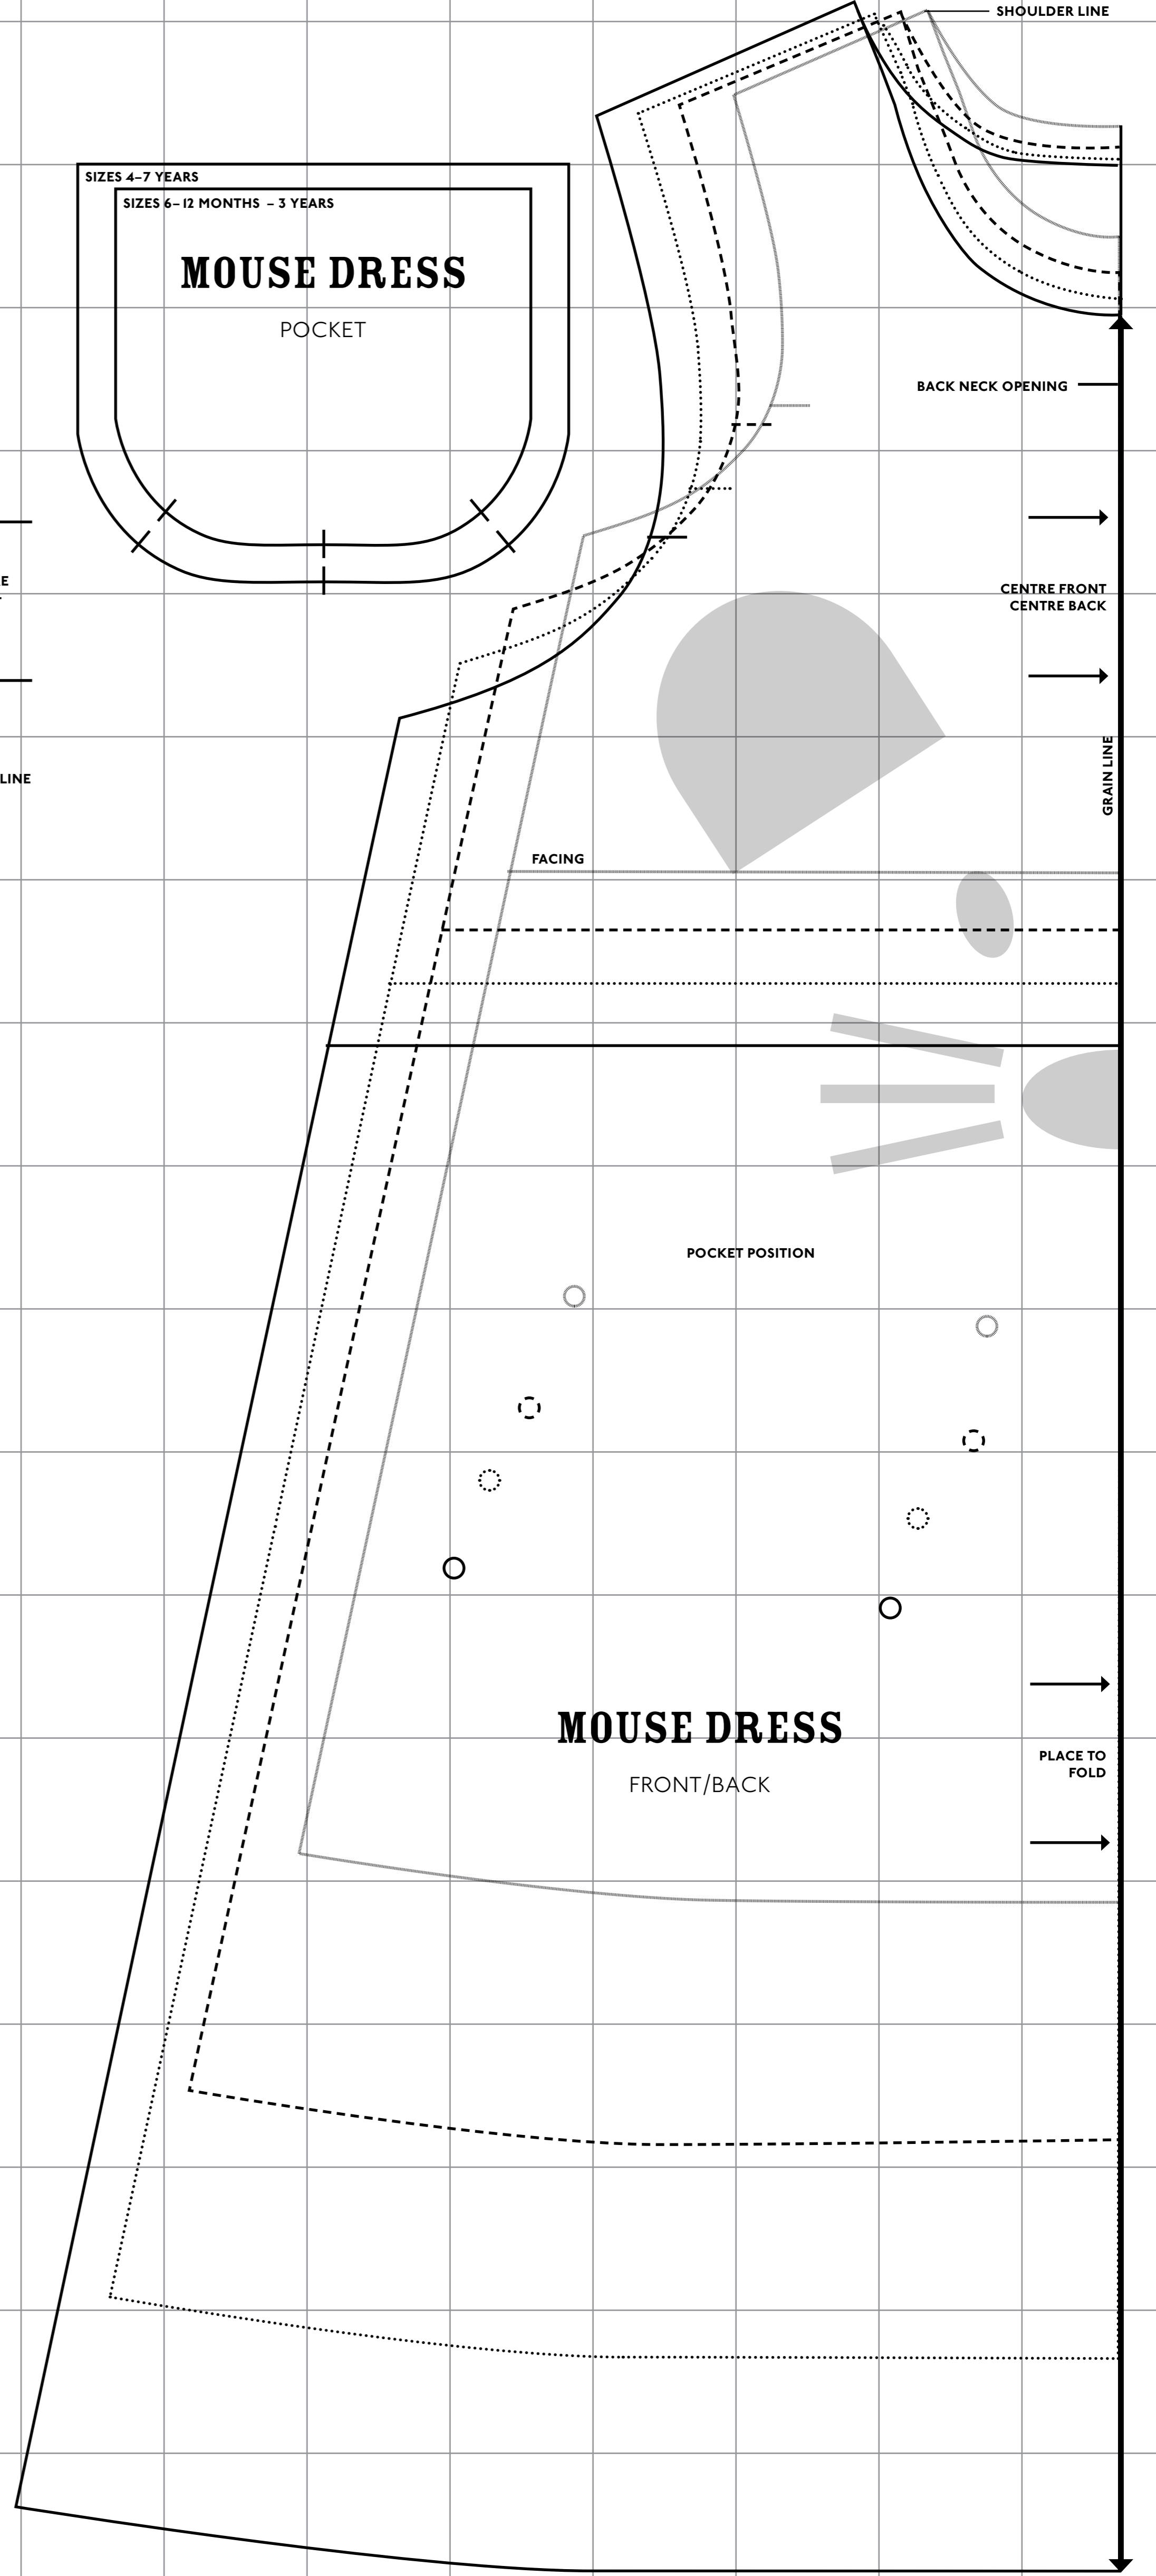 SHOULDER LINE
SIZES 4–7 YEARS
SIZES 6–12 MONTHS – 3 YEARS
MOUSE DRESS
POCKET
BACK NECK OPENING
E
CENTRE FRONT
CENTRE BACK
LINE
GRAIN LINE
FACING
POCKET POSITION
MOUSE DRESS
FRONT/BACK
PLACE TO
FOLD